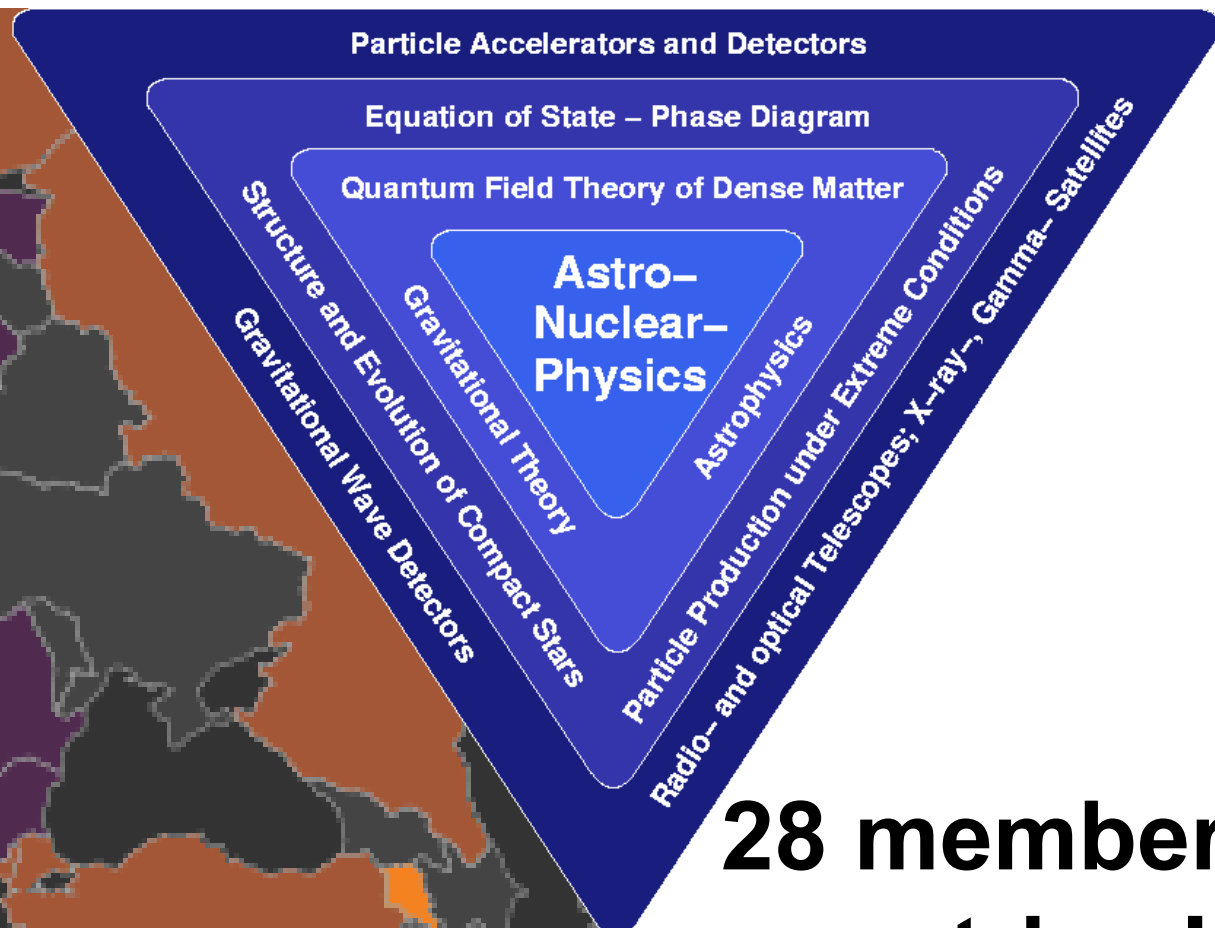 Particle Accelerators and Detectors
Equation of State – Phase Diagram
Quantum Field Theory of Dense Matter
Astro–
Nuclear–
Physics
Gravitational Theory
Astrophysics
Structure and Evolution of Compact Stars
Particle Production under Extreme Conditions
Gravitational Wave Detectors
Radio– and optical Telescopes; X–ray–, Gamma– Satellites
28 member